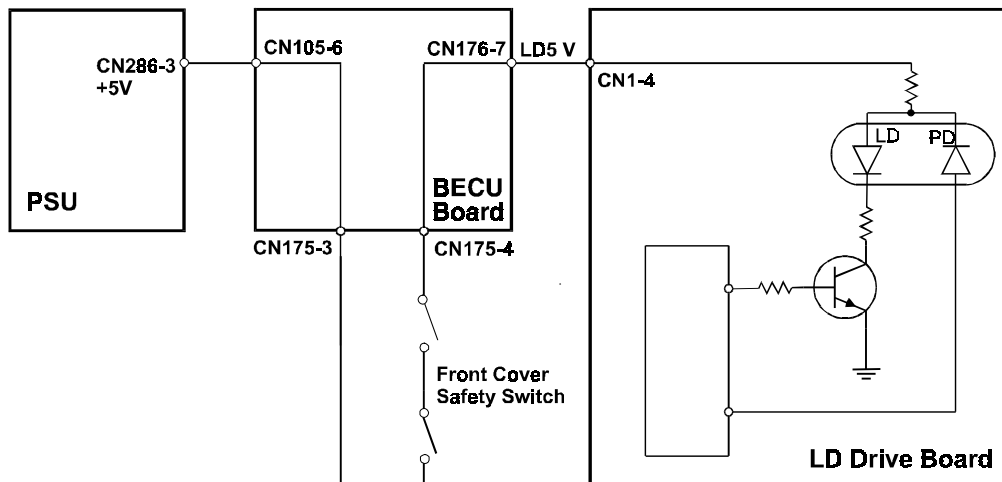 CN286-3
+5V
PSU
CN105-6
CN176-7
BECU
Board
CN175-3
CN175-4
LD5 V
CN1-4
LD
PD
Front Cover
Safety Switch
LD Drive Board